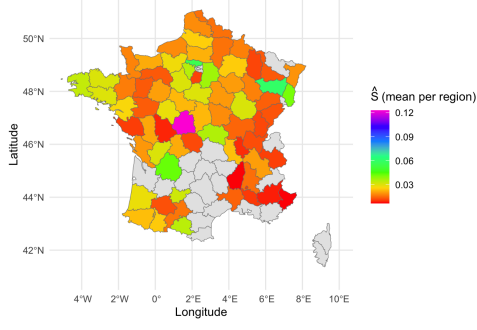 50°N
48°N
46°N
44°N
42°N
Latitude
4°W 2°W 0° 2°E 4°E 6°E 8°E 10°E
Longitude
Ŝ (mean per region)
0.12
0.09
0.06
0.03